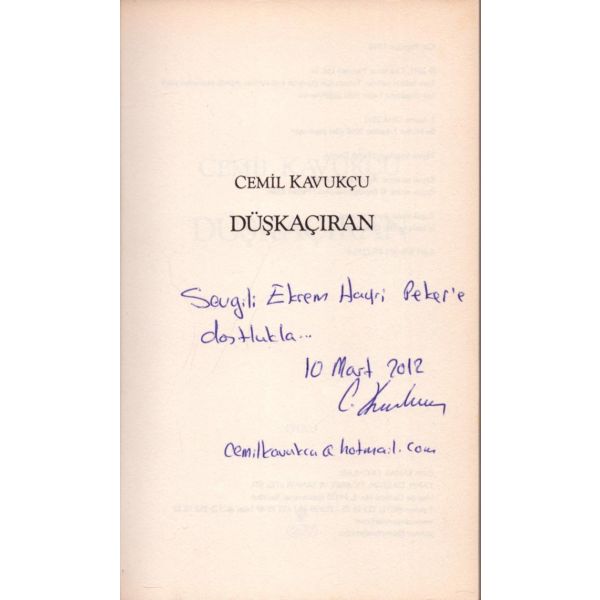 CEMİL KAVUKÇU
DÜŞKAÇIRAN
Sevgili Ekrem Hayri Peker'e
dostlukla...
10 Mart 2012
cemilkavukcu@hotmail.com